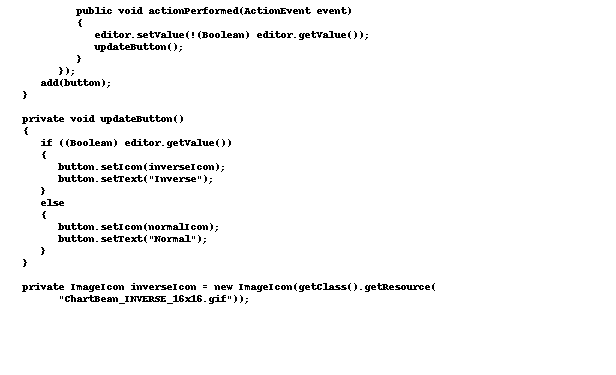 public void actionPerformed(ActionEvent event)
{
editor.setValue(!(Boolean) editor.getValue());
updateButton();
}
});
add(button);
}
private void updateButton()
{
if ((Boolean) editor.getValue())
{
button.setIcon(inverseIcon);
button.setText("Inverse");
}
else
{
button.setIcon(normalIcon);
button.setText("Normal");
}
}
private ImageIcon inverseIcon = new ImageIcon(getClass().getResource(
"ChartBean_INVERSE_16x16.gif"));